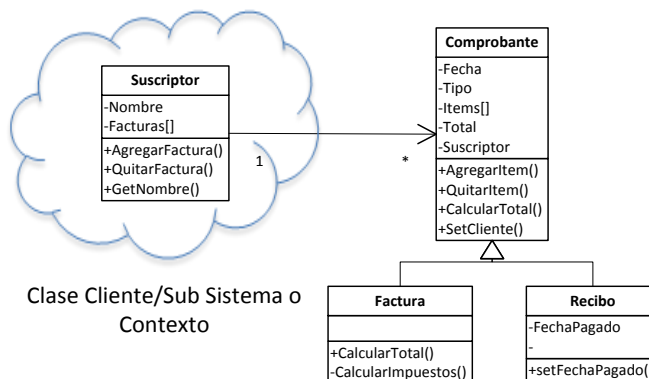 Suscriptor
-Nombre
-Facturas[]
+AgregarFactura()
+QuitarFactura()
+GetNombre()
1
*
Comprobante
-Fecha
-Tipo
-Items[]
-Total
-Suscriptor
+AgregarItem()
+QuitarItem()
+CalcularTotal()
+SetCliente()
Clase Cliente/Sub Sistema o
Contexto
Factura
+CalcularTotal()
-CalcularImpuestos()
Recibo
-FechaPagado
-
+setFechaPagado()